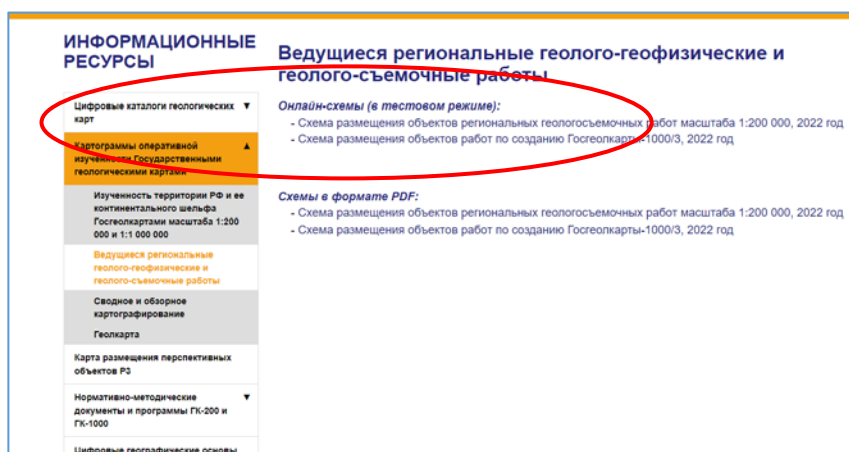 ИНФОРМАЦИОННЫЕ
РЕСУРСЫ
Цифровые каталоги геологических ▼
карт
Картограммы оперативной ▲
изученности Государственными
геологическими картами
Изученность территории РФ и ее
континентального шельфа
Госгеолкартами масштаба 1:200
000 и 1:1 000 000
Ведущиеся региональные
геолого-геофизические и
геолого-съемочные работы
Сводное и обзорное
картографирование
Геолкарта
Карта размещения перспективных
объектов P3
Нормативно-методические ▼
документы и программы ГК-200 и
ГК-1000
Цифровые географические основы
Ведущиеся региональные геолого-геофизические и
геолого-съемочные работы
Онлайн-схемы (в тестовом режиме):
- Схема размещения объектов региональных геологосъемочных работ масштаба 1:200 000, 2022 год
- Схема размещения объектов работ по созданию Госгеолкарты-1000/3, 2022 год
Схемы в формате PDF:
- Схема размещения объектов региональных геологосъемочных работ масштаба 1:200 000, 2022 год
- Схема размещения объектов работ по созданию Госгеолкарты-1000/3, 2022 год